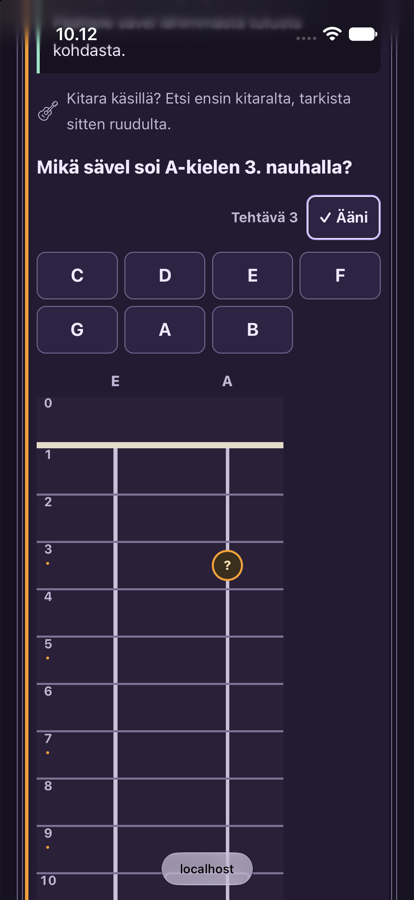 10.12
kohdasta.
Kitara käsillä? Etsi ensin kitaralta, tarkista
sitten ruudulta.
Mikä sävel soi A-kielen 3. nauhalla?
Tehtävä 3 ✓ Ääni
C D E F
G A B
E A
0
1
2
3
?
4
5
6
7
8
9
localhost
10